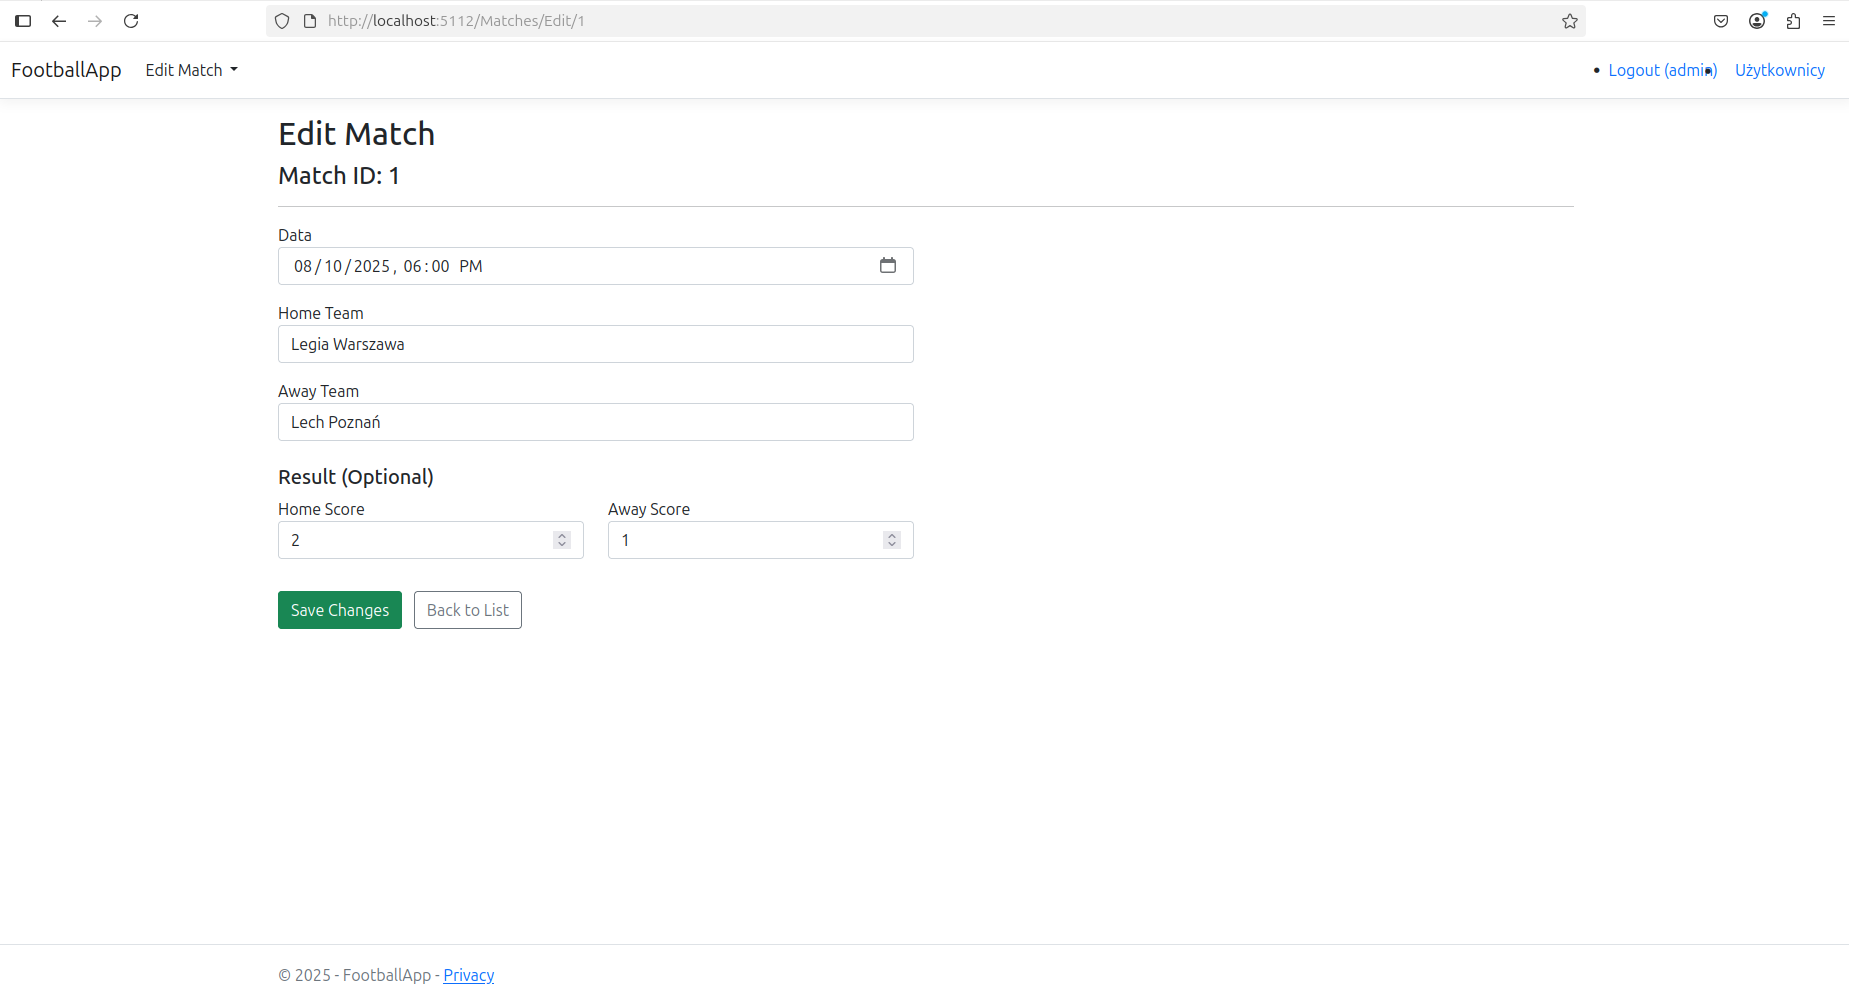 http://localhost:5112/Matches/Edit/1
FootballApp Edit Match • Logout (admin) • Użytkownicy
Edit Match
Match ID: 1
Data
08/10/2025, 06:00 PM
Home Team
Legia Warszawa
Away Team
Lech Poznań
Result (Optional)
Home Score Away Score
2 1
Save Changes Back to List
© 2025 - FootballApp - Privacy